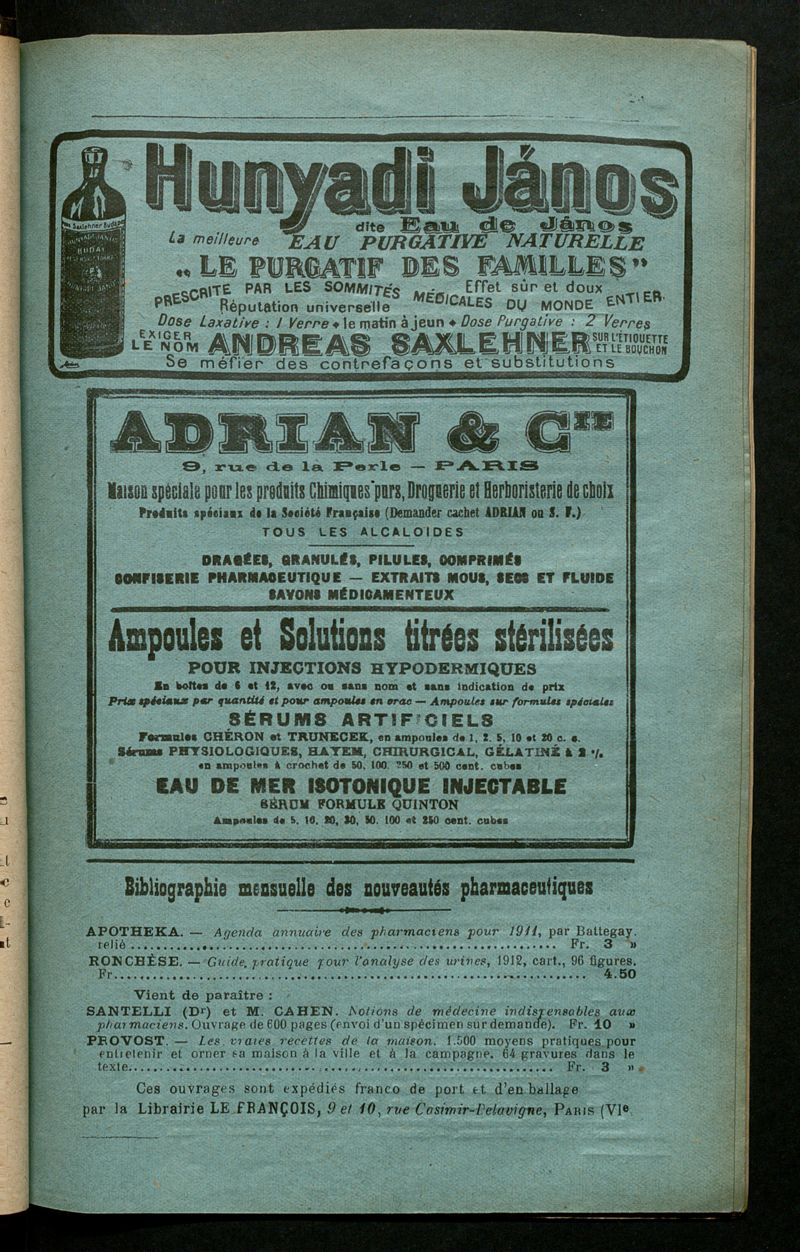 Hunyadi János
dite Eau de János
La meilleure EAU PURGATIVE NATURELLE
„LE PURGATIF DES FAMILLES”
PRESCRITE PAR LES SOMMITÉS MÉDICALES DU MONDE ENTIER.
Effet sûr et doux
Réputation universelle
Dose Laxative : 1 Verre ♦ le matin à jeun ♦ Dose Purgative : 2 Verres
EXIGER LE NOM ANDREAS SAXLEHNER SUR L'ÉTIQUETTE ET LE BOUCHON
Se méfier des contrefaçons et substitutions
ADRIAN & CIE
9, rue de la Perle — PARIS
Maison spéciale pour les produits Chimiques purs, Droguerie et Herboristerie de choix
Produits spéciaux de la Société Française (Demander cachet ADRIAN ou S. F.)
TOUS LES ALCALOIDES
DRAGÉES, GRANULÉS, PILULES, COMPRIMÉS
CONFISERIE PHARMACEUTIQUE — EXTRAITS MOUS, SECS ET FLUIDE
SAVONS MÉDICAMENTEUX
Ampoules et Solutions titrées stérilisées
POUR INJECTIONS HYPODERMIQUES
En boîtes de 6 et 12, avec ou sans nom et sans indication de prix
Prix spéciaux par quantité et pour ampoules en vrac — Ampoules sur formules spéciales
SÉRUMS ARTIFICIELS
Formules CHÉRON et TRUNECEK, en ampoules de 1, 2, 5, 10 et 20 c. c.
Sérums PHYSIOLOGIQUES, HAYEM, CHIRURGICAL, GÉLATINÉ à 2 %.
en ampoules à crochet de 50, 100, 250 et 500 cent. cubes
EAU DE MER ISOTONIQUE INJECTABLE
SÉRUM FORMULE QUINTON
Ampoules de 5, 10, 20, 30, 50, 100 et 250 cent. cubes
Bibliographie mensuelle des nouveautés pharmaceutiques
APOTHEKA. — Agenda annuaire des pharmaciens pour 1911, par Battegay.
relié ........ Fr. 3 »
RONCHÈSE. — Guide pratique pour l'analyse des urines, 1912, cart., 96 figures.
Fr........ 4.50
Vient de paraître :
SANTELLI (Dr) et M. CAHEN. Notions de médecine indispensables aux
pharmaciens. Ouvrage de 600 pages (envoi d'un spécimen sur demande). Fr. 10 »
PROVOST. — Les vraies recettes de la maison. 1.500 moyens pratiques pour
entretenir et orner sa maison à la ville et à la campagne. 64 gravures dans le
texte........ Fr. 3 »
Ces ouvrages sont expédiés franco de port et d'emballage
par la Librairie LE FRANÇOIS, 9 et 10, rue Casimir-Delavigne, PARIS (VIe